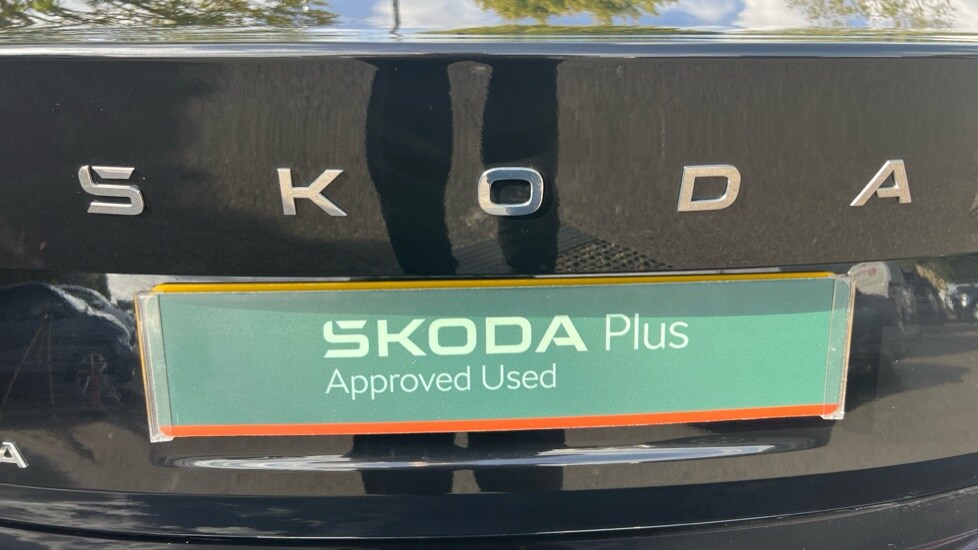 SKODA
SKODA Plus
Approved Used
A